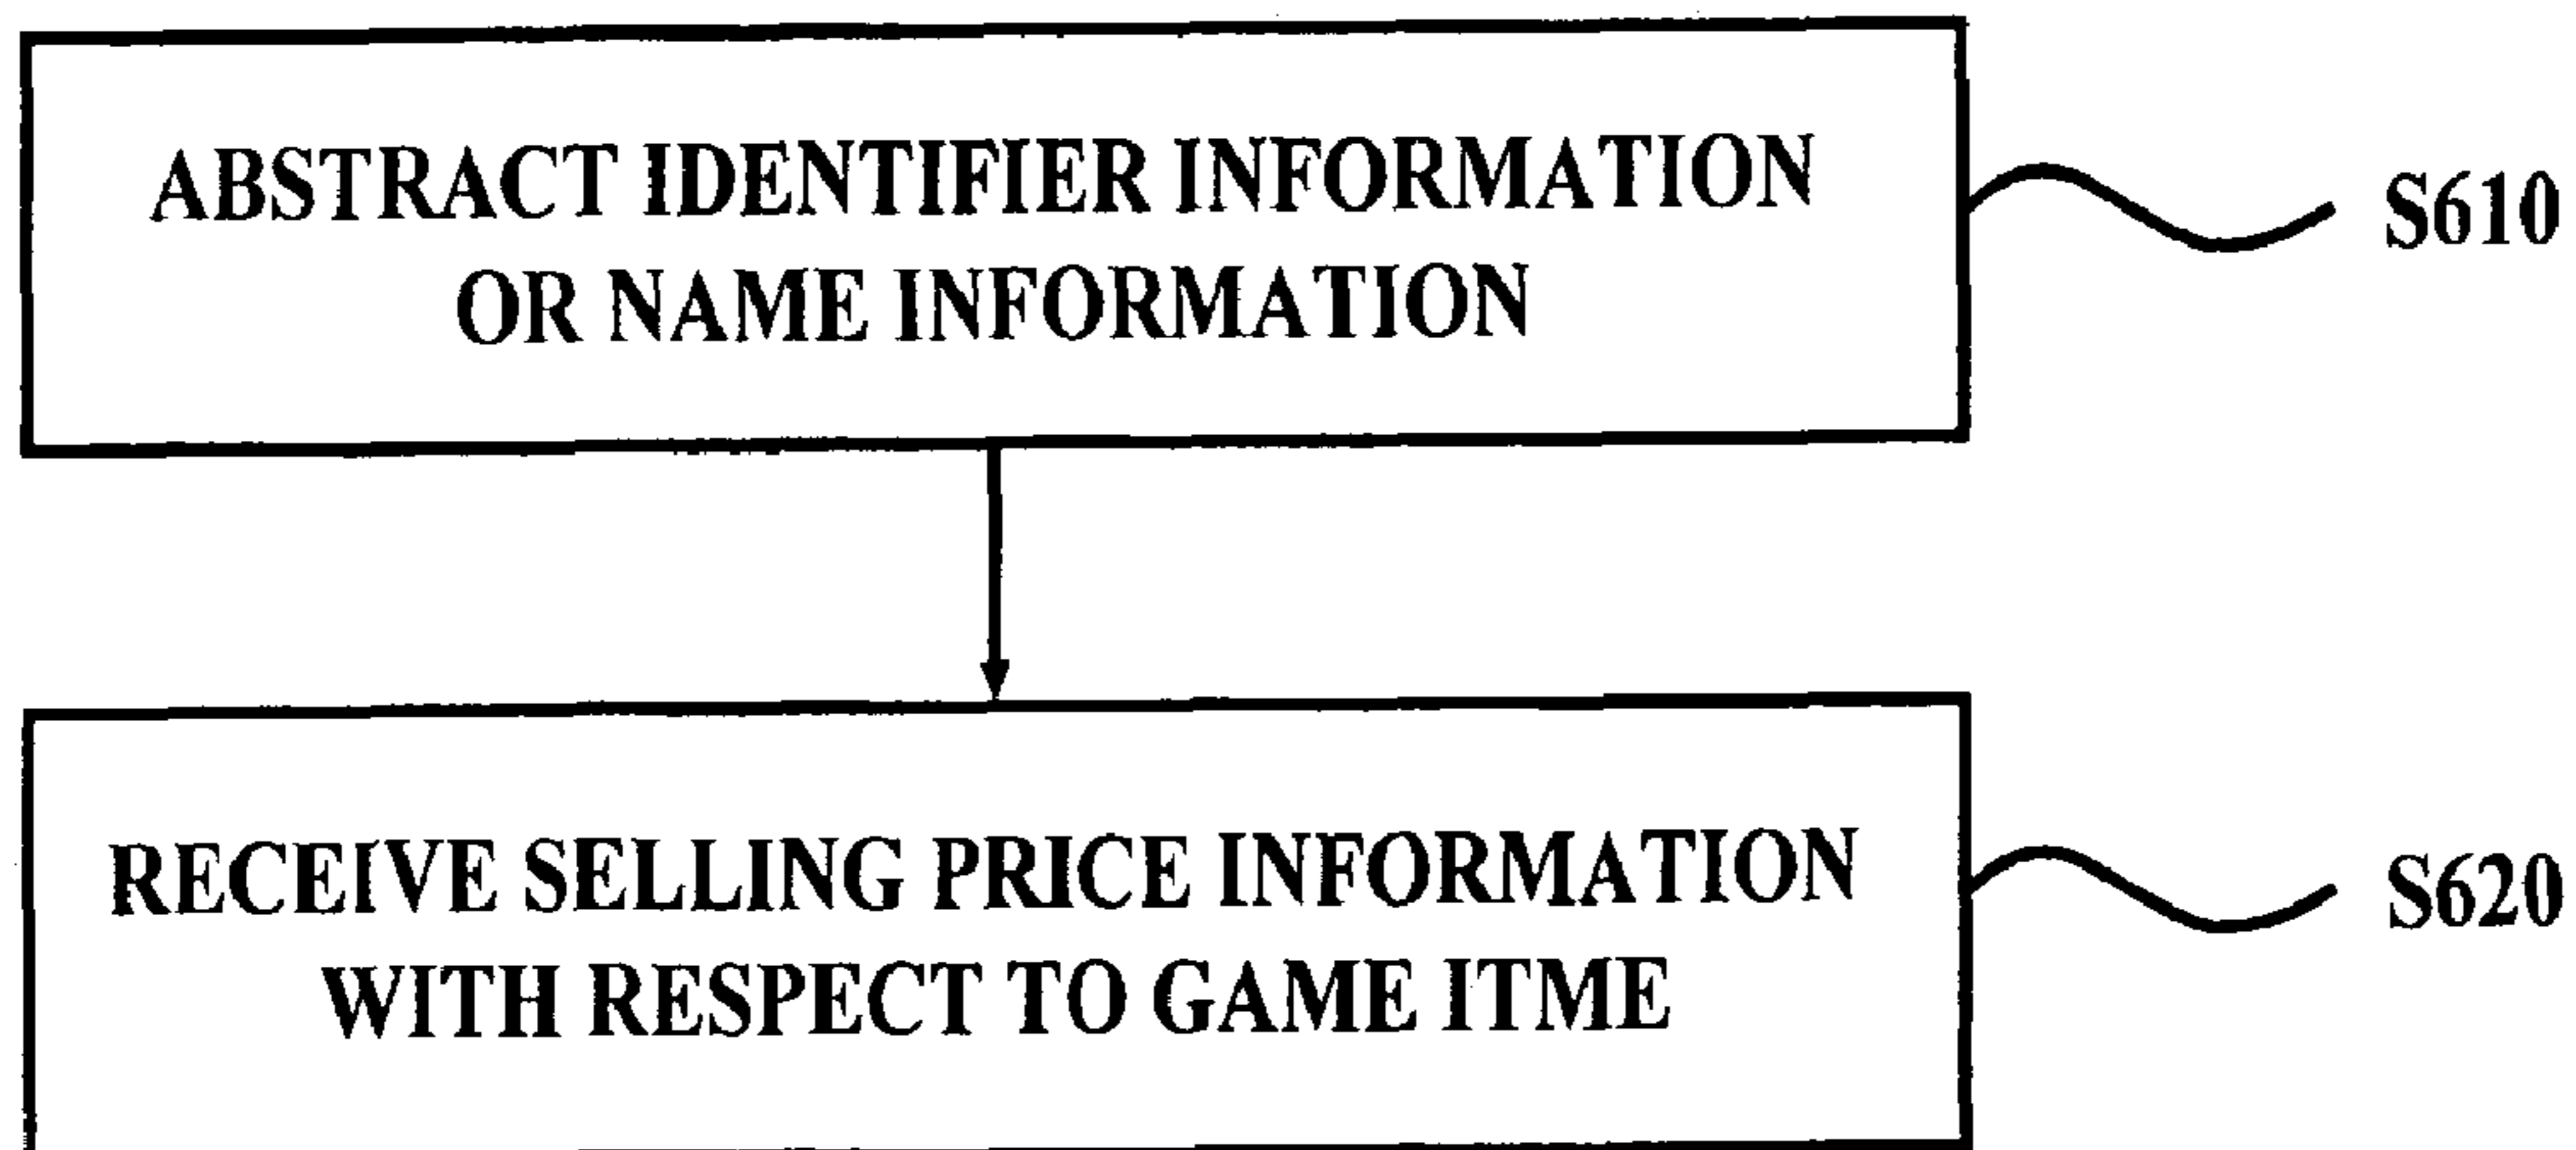 ABSTRACT IDENTIFIER INFORMATION
OR NAME INFORMATION
S610
RECEIVE SELLING PRICE INFORMATION
WITH RESPECT TO GAME ITME
S620